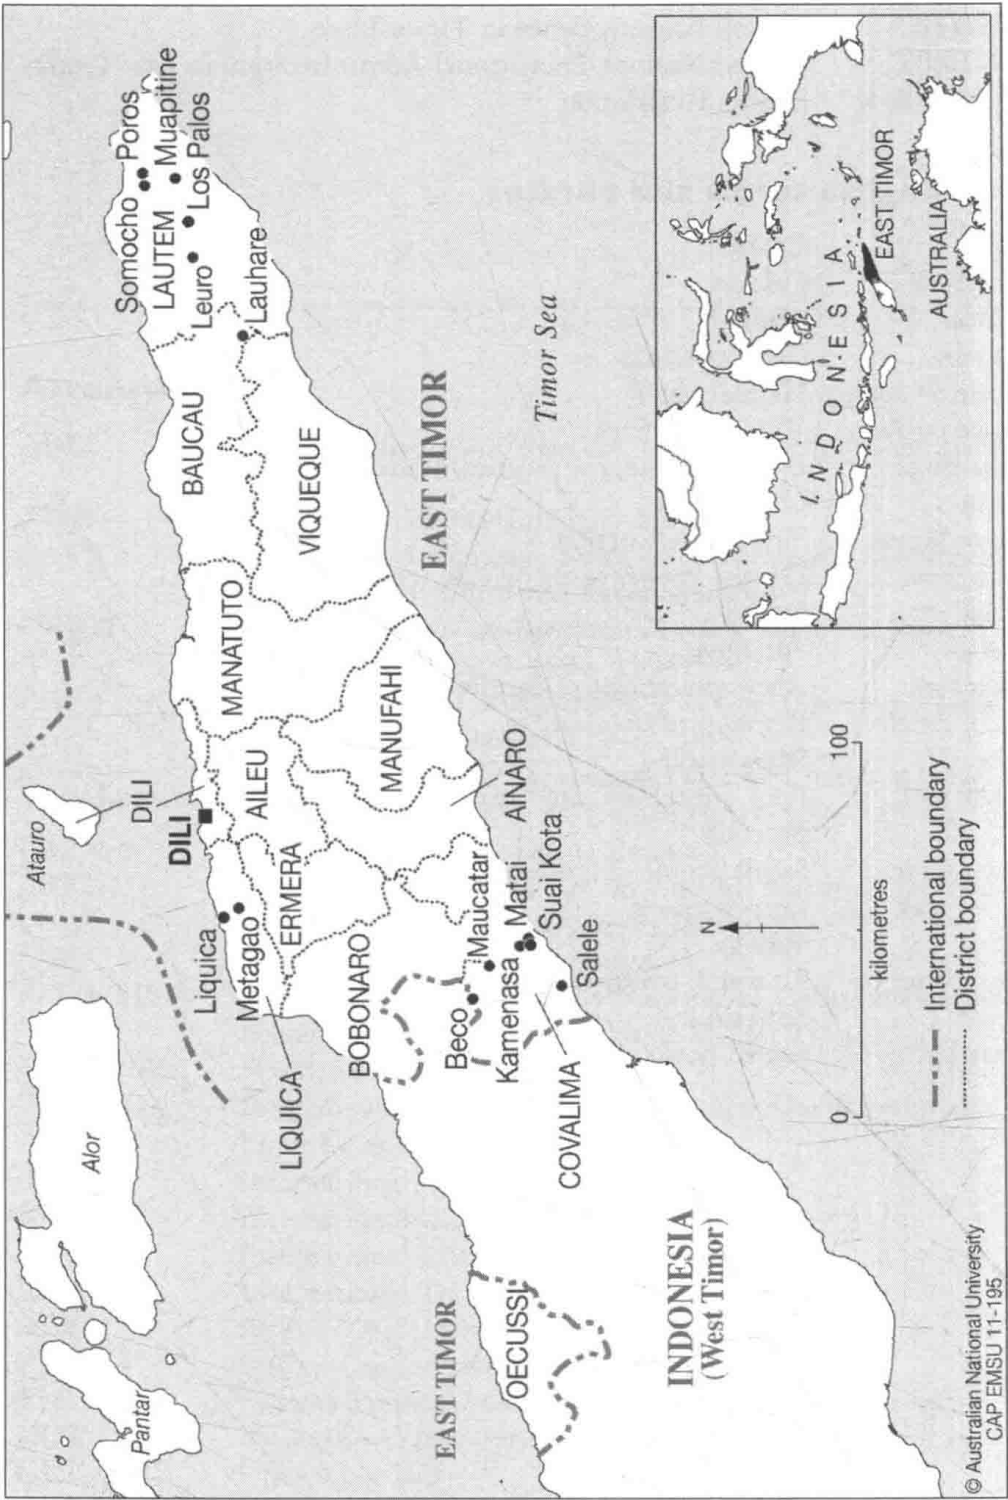 Pantar
Alor
Atauro
DILI
DILI
Liquica
Metagao
LIQUICA
ERMERA
AILEU
MANATUTO
BAUCAU
Somocho
Poros
LAUTEM
Muapitine
Leuro
Los Palos
Lauhare
VIQUEQUE
MANUFAHI
BOBONARO
AINARO
Maucatar
Matai
Suai Kota
Beco
Kamenasa
Salele
COVALIMA
EAST TIMOR
OECUSSI
EAST TIMOR
Timor Sea
INDONESIA
(West Timor)
N
0
100
kilometres
International boundary
District boundary
INDONESIA
EAST TIMOR
AUSTRALIA
© Australian National University
CAP EMSU 11-195